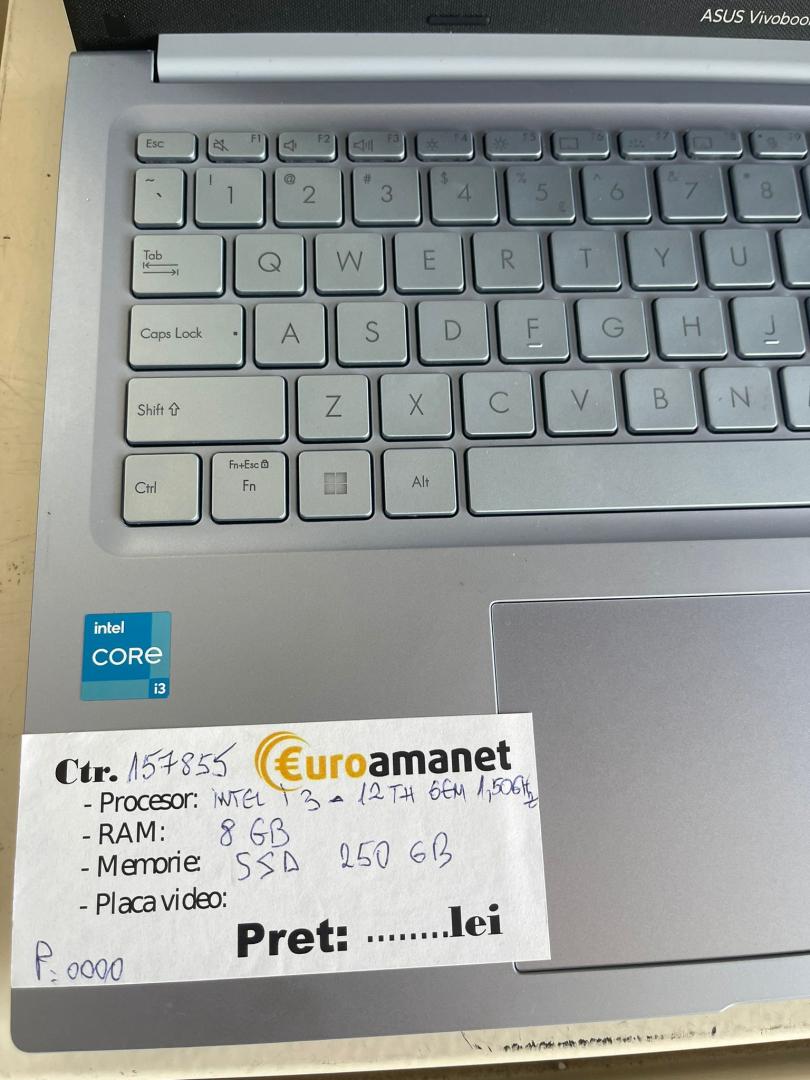 ASUS Vivoboo
Esc F1 F2 F3 F4 F5 F6 F7 F8 F9
~ ` ! 1 @ 2 # 3 $ 4 % 5 ^ 6 & 7 * 8
Tab Q W E R T Y U
Caps Lock A S D F G H J
Shift Z X C V B N
Ctrl Fn+Esc Fn Alt
intel
CORE
i3
Ctr. 157855 €uroamanet
- Procesor: INTEL i3 - 12TH GEN 1,50GHz
- RAM: 8 GB
- Memorie: SSD 250 GB
- Placa video:
Pret: ........lei
P: 0000